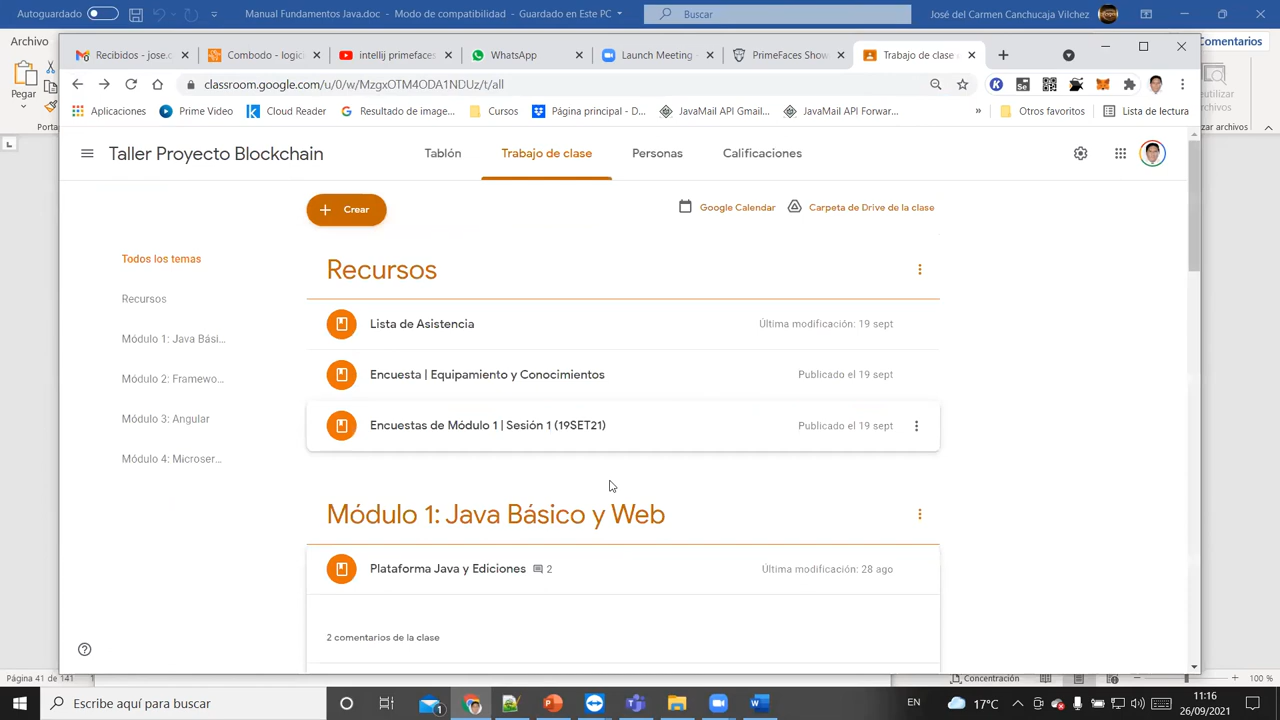 Autoguardado
Fundamentos Java - Modo de compatibilidad - Guardado en PC
Buscar
José del Carmen Canchucaja Vilchez
Archivo
Comentarios
Recibidos - jose
Combodo - logici
intellij primefaces
WhatsApp
Launch Meeting -
PrimeFaces Show
Trabajo de clase
classroom.google.com/u/0/w/MzgxOTM4ODA1NDUz/t/all
Pegar
Aplicaciones
Prime Video
Cloud Reader
Resultado de image...
Cursos
Página principal - D...
JavaMail API Gmail...
JavaMail API Forwar...
»
Otros favoritos
Lista de lectura
Taller Proyecto Blockchain
Tablón
Trabajo de clase
Personas
Calificaciones
Crear
Google Calendar
Carpeta de Drive de la clase
Todos los temas
Recursos
Módulo 1: Java Bási...
Módulo 2: Framewo...
Módulo 3: Angular
Módulo 4: Microser...
Recursos
Lista de Asistencia
Última modificación: 19 sept
Encuesta | Equipamiento y Conocimientos
Publicado el 19 sept
Encuestas de Módulo 1 | Sesión 1 (19SET21)
Publicado el 19 sept
Módulo 1: Java Básico y Web
Plataforma Java y Ediciones
2
Última modificación: 28 ago
2 comentarios de la clase
Página 41 de 141
Concentración
100 %
Escribe aquí para buscar
1
17°C
EN
11:16
26/09/2021